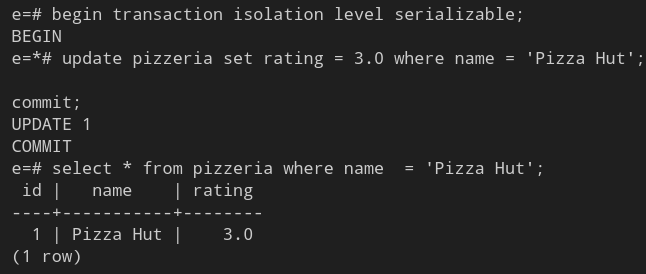 e=# begin transaction isolation level serializable;
BEGIN
e=*# update pizzeria set rating = 3.0 where name = 'Pizza Hut';
commit;
UPDATE 1
COMMIT
e=# select * from pizzeria where name  = 'Pizza Hut';
 id |   name    | rating
----+-----------+--------
  1 | Pizza Hut |    3.0
(1 row)